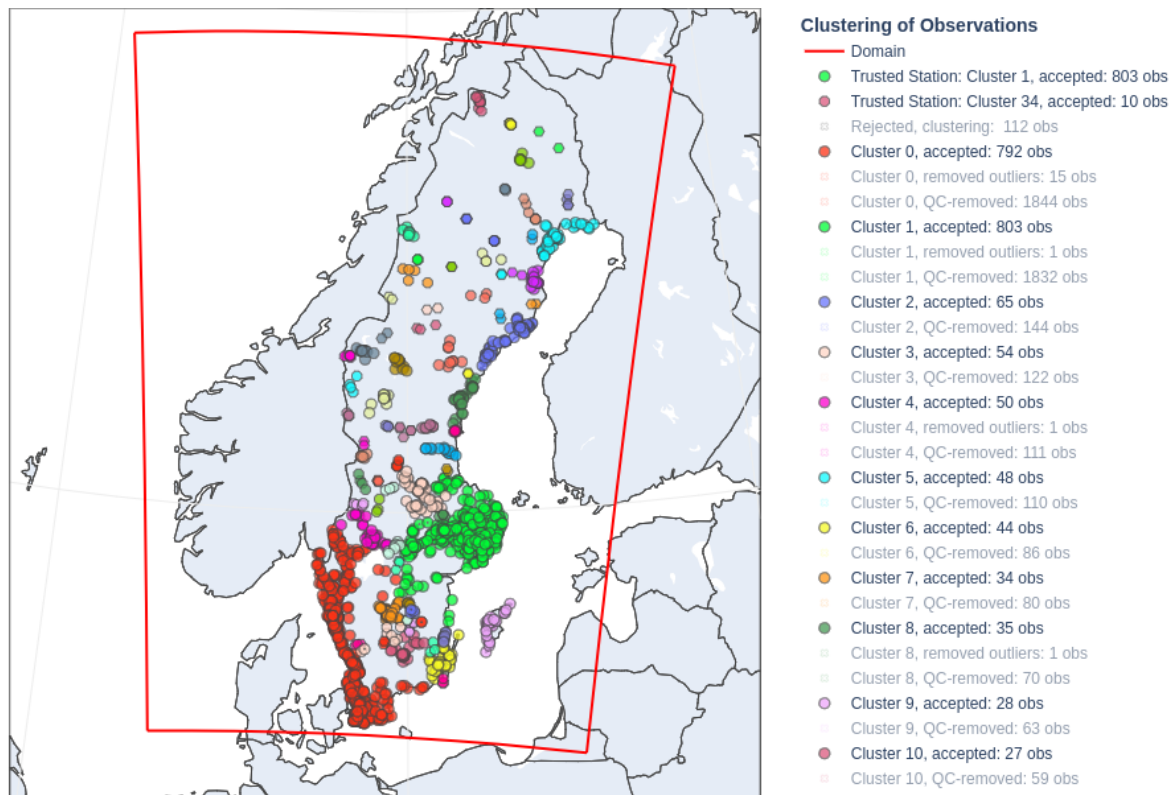 Clustering of Observations
Domain
Trusted Station: Cluster 1, accepted: 803 obs
Trusted Station: Cluster 34, accepted: 10 obs
Rejected, clustering:  112 obs
Cluster 0, accepted: 792 obs
Cluster 0, removed outliers: 15 obs
Cluster 0, QC-removed: 1844 obs
Cluster 1, accepted: 803 obs
Cluster 1, removed outliers: 1 obs
Cluster 1, QC-removed: 1832 obs
Cluster 2, accepted: 65 obs
Cluster 2, QC-removed: 144 obs
Cluster 3, accepted: 54 obs
Cluster 3, QC-removed: 122 obs
Cluster 4, accepted: 50 obs
Cluster 4, removed outliers: 1 obs
Cluster 4, QC-removed: 111 obs
Cluster 5, accepted: 48 obs
Cluster 5, QC-removed: 110 obs
Cluster 6, accepted: 44 obs
Cluster 6, QC-removed: 86 obs
Cluster 7, accepted: 34 obs
Cluster 7, QC-removed: 80 obs
Cluster 8, accepted: 35 obs
Cluster 8, removed outliers: 1 obs
Cluster 8, QC-removed: 70 obs
Cluster 9, accepted: 28 obs
Cluster 9, QC-removed: 63 obs
Cluster 10, accepted: 27 obs
Cluster 10, QC-removed: 59 obs